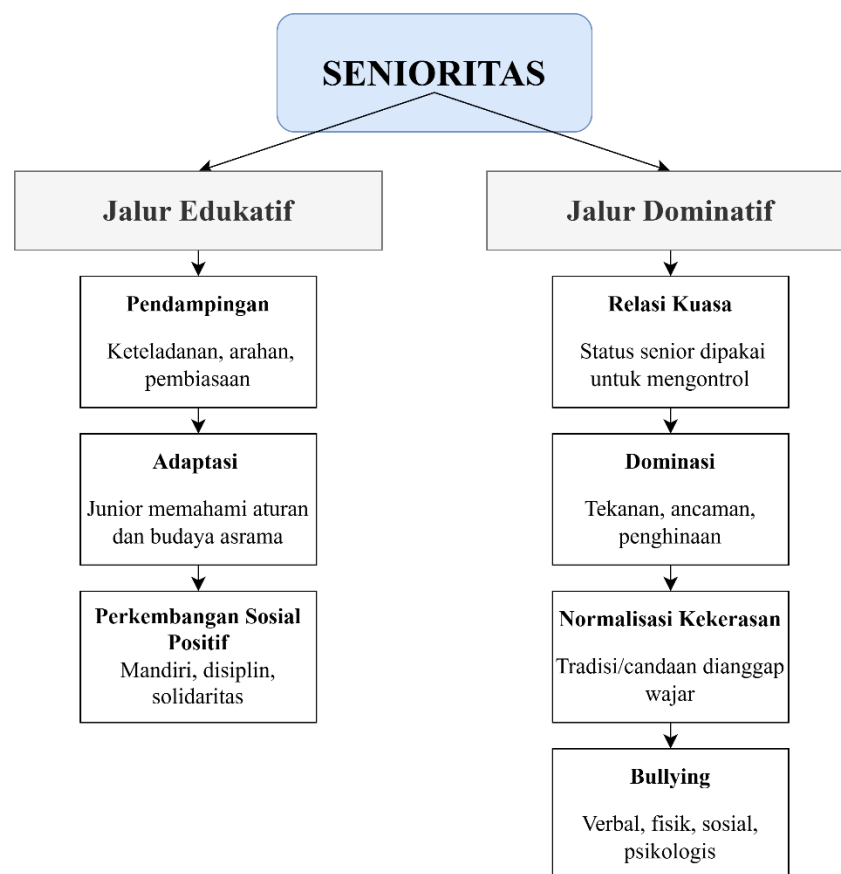 SENIORITAS
Jalur Edukatif
Pendampingan
Keteladanan, arahan,
pembiasaan
Adaptasi
Junior memahami aturan
dan budaya asrama
Perkembangan Sosial
Positif
Mandiri, disiplin,
solidaritas
Jalur Dominatif
Relasi Kuasa
Status senior dipakai
untuk mengontrol
Dominasi
Tekanan, ancaman,
penghinaan
Normalisasi Kekerasan
Tradisi/candaan dianggap
wajar
Bullying
Verbal, fisik, sosial,
psikologis